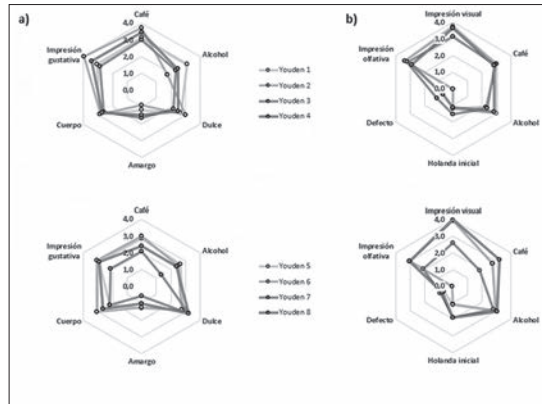 a)
Café
4,0
3,0
2,0
1,0
0,0
Impresión
gustativa
Alcohol
Cuerpo
Dulce
Amargo
Youden 1
Youden 2
Youden 3
Youden 4
b)
Impresión visual
4,0
3,0
2,0
1,0
0,0
Impresión
olfativa
Café
Defecto
Alcohol
Holanda inicial
Café
4,0
3,0
2,0
1,0
0,0
Impresión
gustativa
Alcohol
Cuerpo
Dulce
Amargo
Youden 5
Youden 6
Youden 7
Youden 8
Impresión visual
4,0
3,0
2,0
1,0
0,0
Impresión
olfativa
Café
Defecto
Alcohol
Holanda inicial